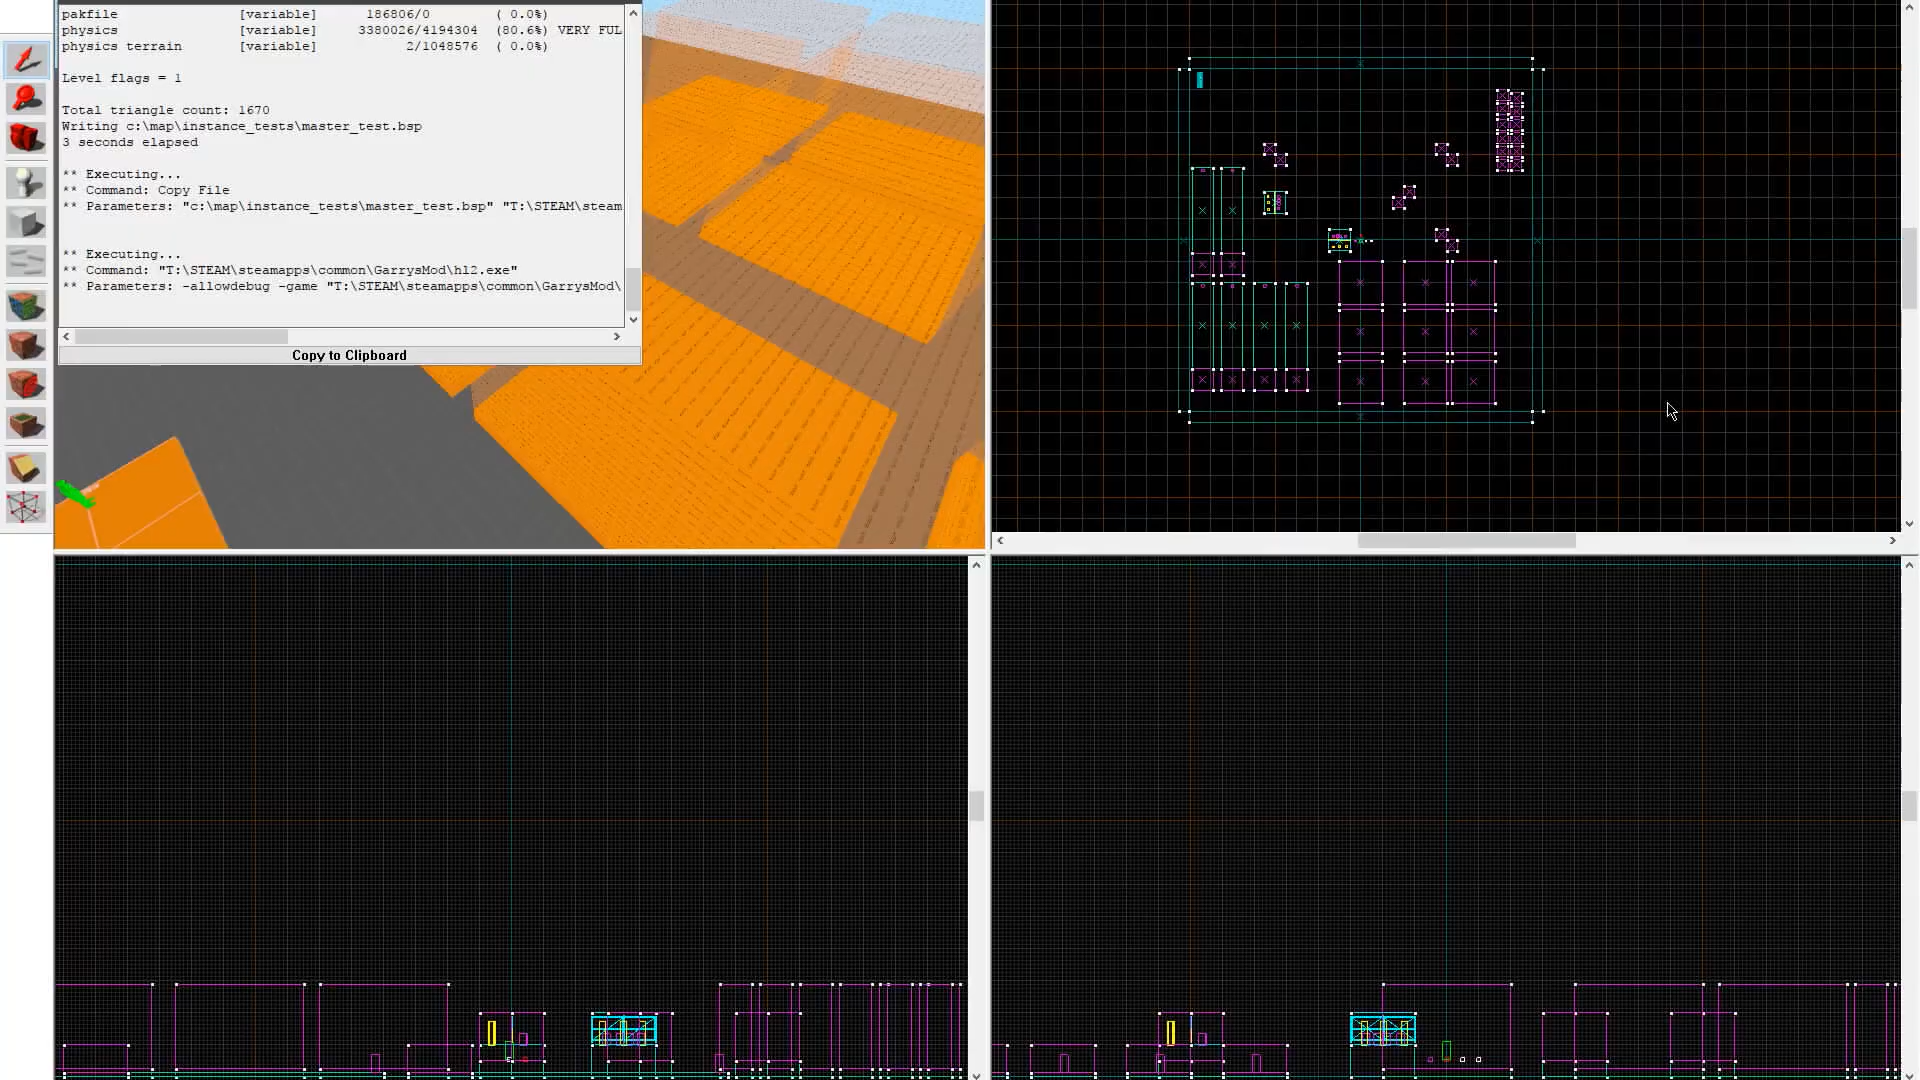 pakfile [variable] 186806/0 ( 0.0%)
physics [variable] 3380026/4194304 (80.6%) VERY FUL
physics terrain [variable] 2/1048576 ( 0.0%)
Level flags = 1
Total triangle count: 1670
Writing c:\map\instance_tests\master_test.bsp
3 seconds elapsed
** Executing...
** Command: Copy File
** Parameters: "c:\map\instance_tests\master_test.bsp" "T:\STEAM\steam
** Executing...
** Command: "T:\STEAM\steamapps\common\GarrysMod\hl2.exe"
** Parameters: -allowdebug -game "T:\STEAM\steamapps\common\GarrysMod\
Copy to Clipboard